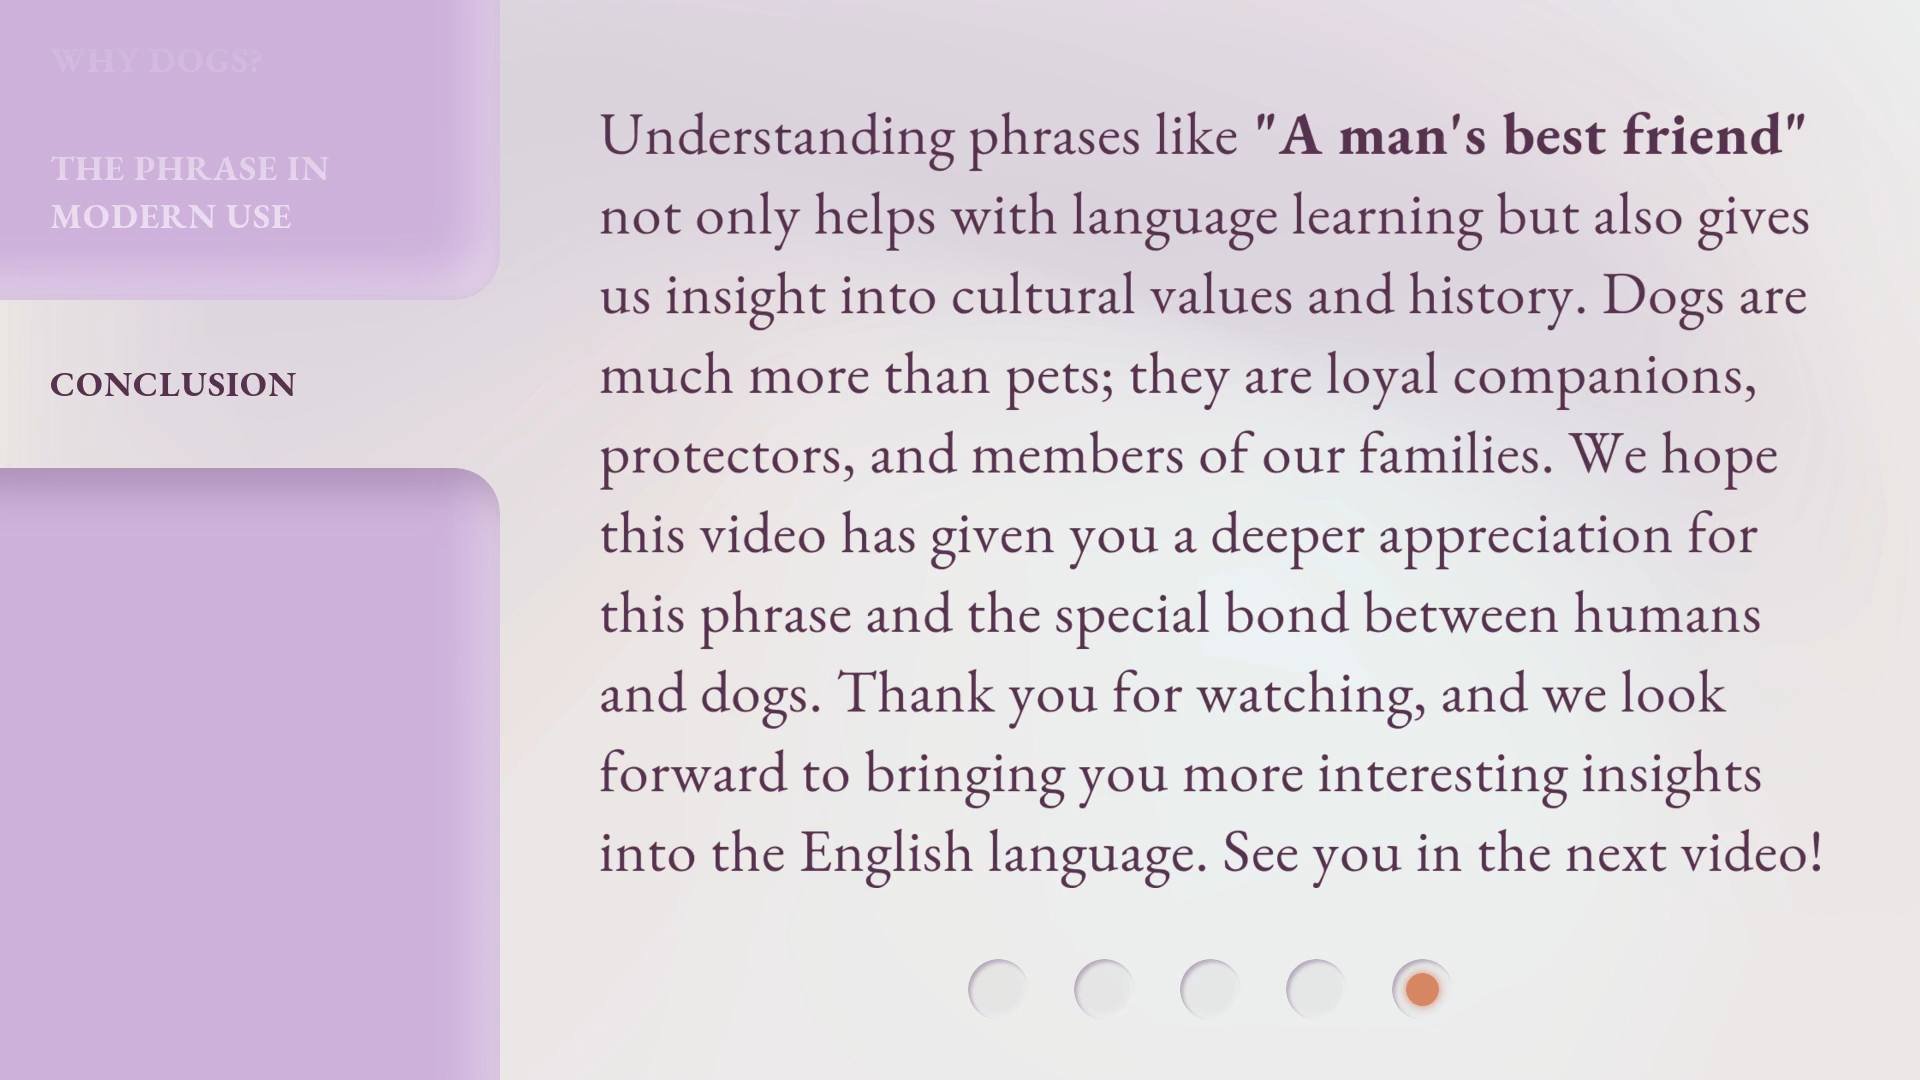 WHY DOGS?
THE PHRASE IN
MODERN USE
CONCLUSION
Understanding phrases like "A man's best friend"
not only helps with language learning but also gives
us insight into cultural values and history. Dogs are
much more than pets; they are loyal companions,
protectors, and members of our families. We hope
this video has given you a deeper appreciation for
this phrase and the special bond between humans
and dogs. Thank you for watching, and we look
forward to bringing you more interesting insights
into the English language. See you in the next video!